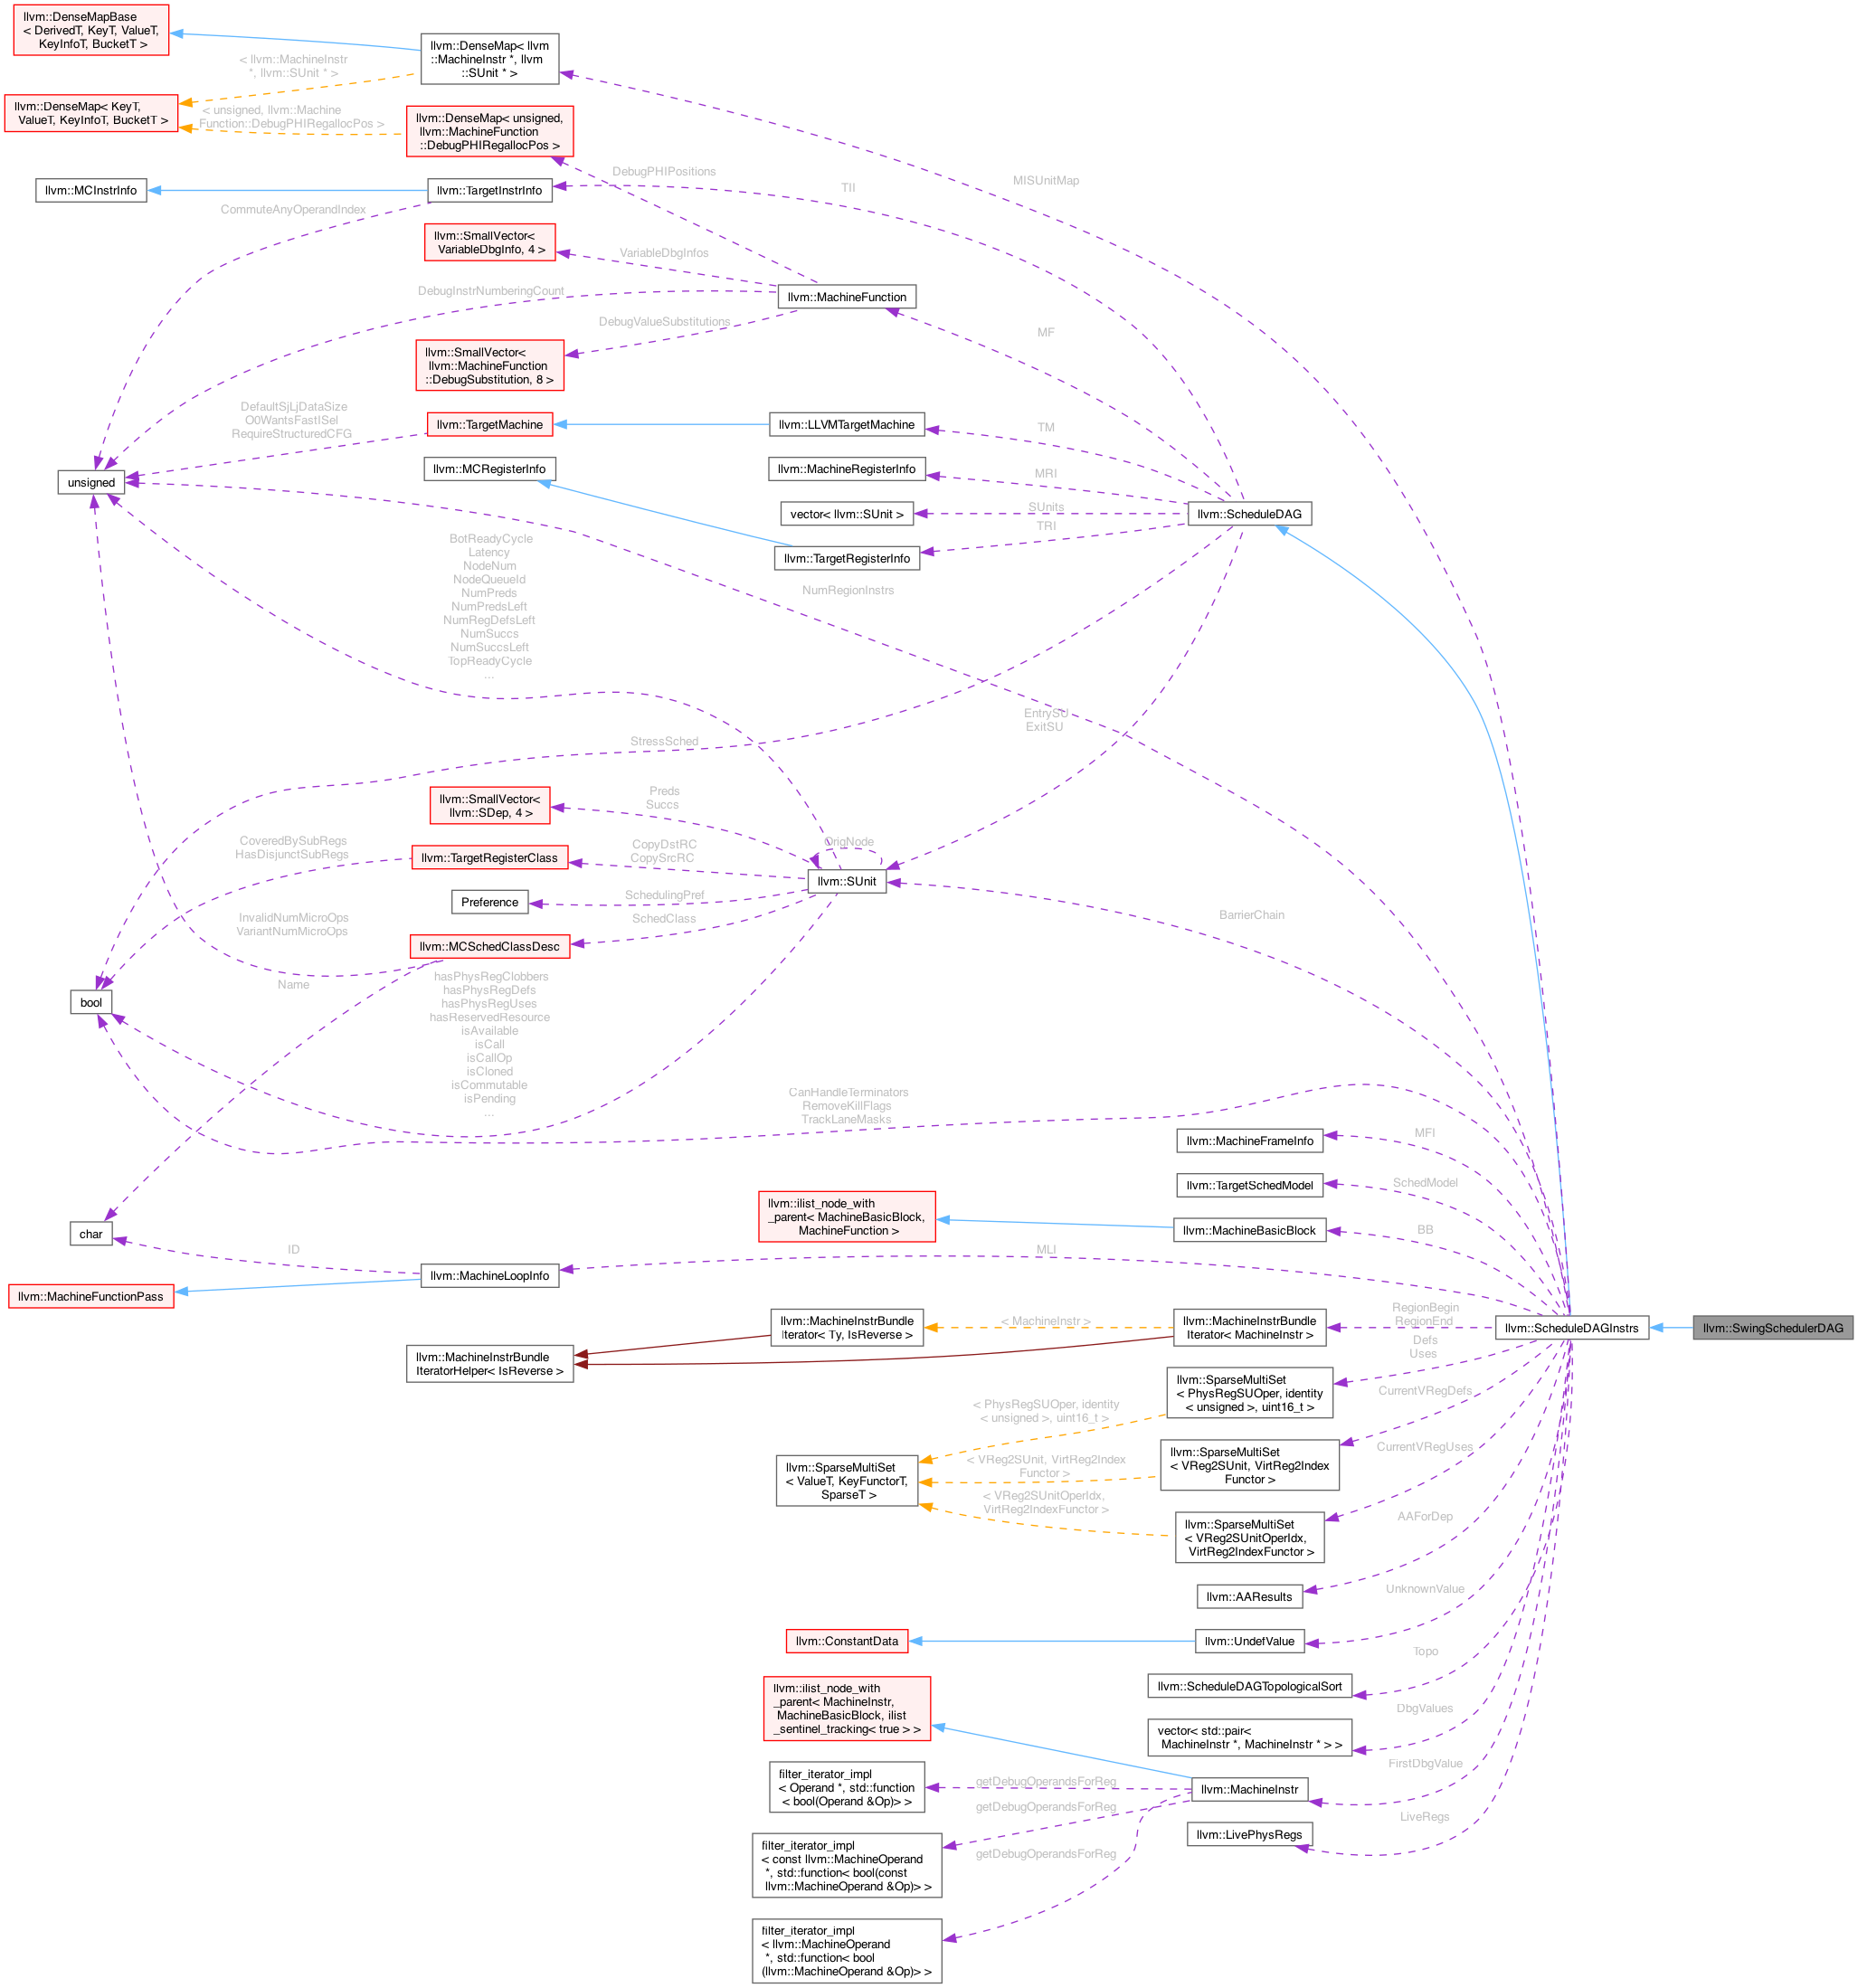 llvm::DenseMapBase
< DerivedT, KeyT, ValueT,
KeyInfoT, BucketT >
llvm::DenseMap< llvm
::MachineInstr *, llvm
::SUnit * >
< llvm::MachineInstr
*, llvm::SUnit * >
llvm::DenseMap< KeyT,
ValueT, KeyInfoT, BucketT >
< unsigned, llvm::Machine
Function::DebugPHIRegallocPos >
llvm::DenseMap< unsigned,
llvm::MachineFunction
::DebugPHIRegallocPos >
DebugPHIPositions
TII
MISUnitMap
llvm::MCInstrInfo
llvm::TargetInstrInfo
CommuteAnyOperandIndex
llvm::SmallVector<
VariableDbgInfo, 4 >
VariableDbgInfos
DebugInstrNumberingCount
llvm::MachineFunction
DebugValueSubstitutions
MF
llvm::SmallVector<
llvm::MachineFunction
::DebugSubstitution, 8 >
DefaultSjLjDataSize
O0WantsFastISel
RequireStructuredCFG
llvm::TargetMachine
llvm::LLVMTargetMachine
TM
llvm::MCRegisterInfo
llvm::MachineRegisterInfo
MRI
unsigned
vector< llvm::SUnit >
SUnits
llvm::ScheduleDAG
TRI
llvm::TargetRegisterInfo
BotReadyCycle
Latency
NodeNum
NodeQueueId
NumPreds
NumPredsLeft
NumRegDefsLeft
NumSuccs
NumSuccsLeft
TopReadyCycle
...
NumRegionInstrs
EntrySU
ExitSU
StressSched
llvm::SmallVector<
llvm::SDep, 4 >
Preds
Succs
CoveredBySubRegs
HasDisjunctSubRegs
llvm::TargetRegisterClass
CopyDstRC
CopySrcRC
OrigNode
llvm::SUnit
Preference
SchedulingPref
InvalidNumMicroOps
VariantNumMicroOps
llvm::MCSchedClassDesc
SchedClass
BarrierChain
Name
bool
hasPhysRegClobbers
hasPhysRegDefs
hasPhysRegUses
hasReservedResource
isAvailable
isCall
isCallOp
isCloned
isCommutable
isPending
...
CanHandleTerminators
RemoveKillFlags
TrackLaneMasks
llvm::MachineFrameInfo
MFI
llvm::TargetSchedModel
SchedModel
llvm::ilist_node_with
_parent< MachineBasicBlock,
MachineFunction >
llvm::MachineBasicBlock
BB
char
ID
MLI
llvm::MachineLoopInfo
llvm::MachineFunctionPass
llvm::MachineInstrBundle
Iterator< Ty, IsReverse >
< MachineInstr >
llvm::MachineInstrBundle
Iterator< MachineInstr >
RegionBegin
RegionEnd
llvm::ScheduleDAGInstrs
llvm::SwingSchedulerDAG
llvm::MachineInstrBundle
IteratorHelper< IsReverse >
Defs
Uses
llvm::SparseMultiSet
< PhysRegSUOper, identity
< unsigned >, uint16_t >
CurrentVRegDefs
< PhysRegSUOper, identity
< unsigned >, uint16_t >
llvm::SparseMultiSet
< ValueT, KeyFunctorT,
SparseT >
< VReg2SUnit, VirtReg2Index
Functor >
llvm::SparseMultiSet
< VReg2SUnit, VirtReg2Index
Functor >
CurrentVRegUses
< VReg2SUnitOperIdx,
VirtReg2IndexFunctor >
llvm::SparseMultiSet
< VReg2SUnitOperIdx,
VirtReg2IndexFunctor >
AAForDep
llvm::AAResults
UnknownValue
llvm::ConstantData
llvm::UndefValue
Topo
llvm::ScheduleDAGTopologicalSort
llvm::ilist_node_with
_parent< MachineInstr,
MachineBasicBlock, ilist
_sentinel_tracking< true > >
DbgValues
vector< std::pair<
MachineInstr *, MachineInstr * > >
FirstDbgValue
filter_iterator_impl
< Operand *, std::function
< bool(Operand &Op)> >
getDebugOperandsForReg
llvm::MachineInstr
getDebugOperandsForReg
LiveRegs
llvm::LivePhysRegs
filter_iterator_impl
< const llvm::MachineOperand
*, std::function< bool(const
llvm::MachineOperand &Op)> >
getDebugOperandsForReg
filter_iterator_impl
< llvm::MachineOperand
*, std::function< bool
(llvm::MachineOperand &Op)> >